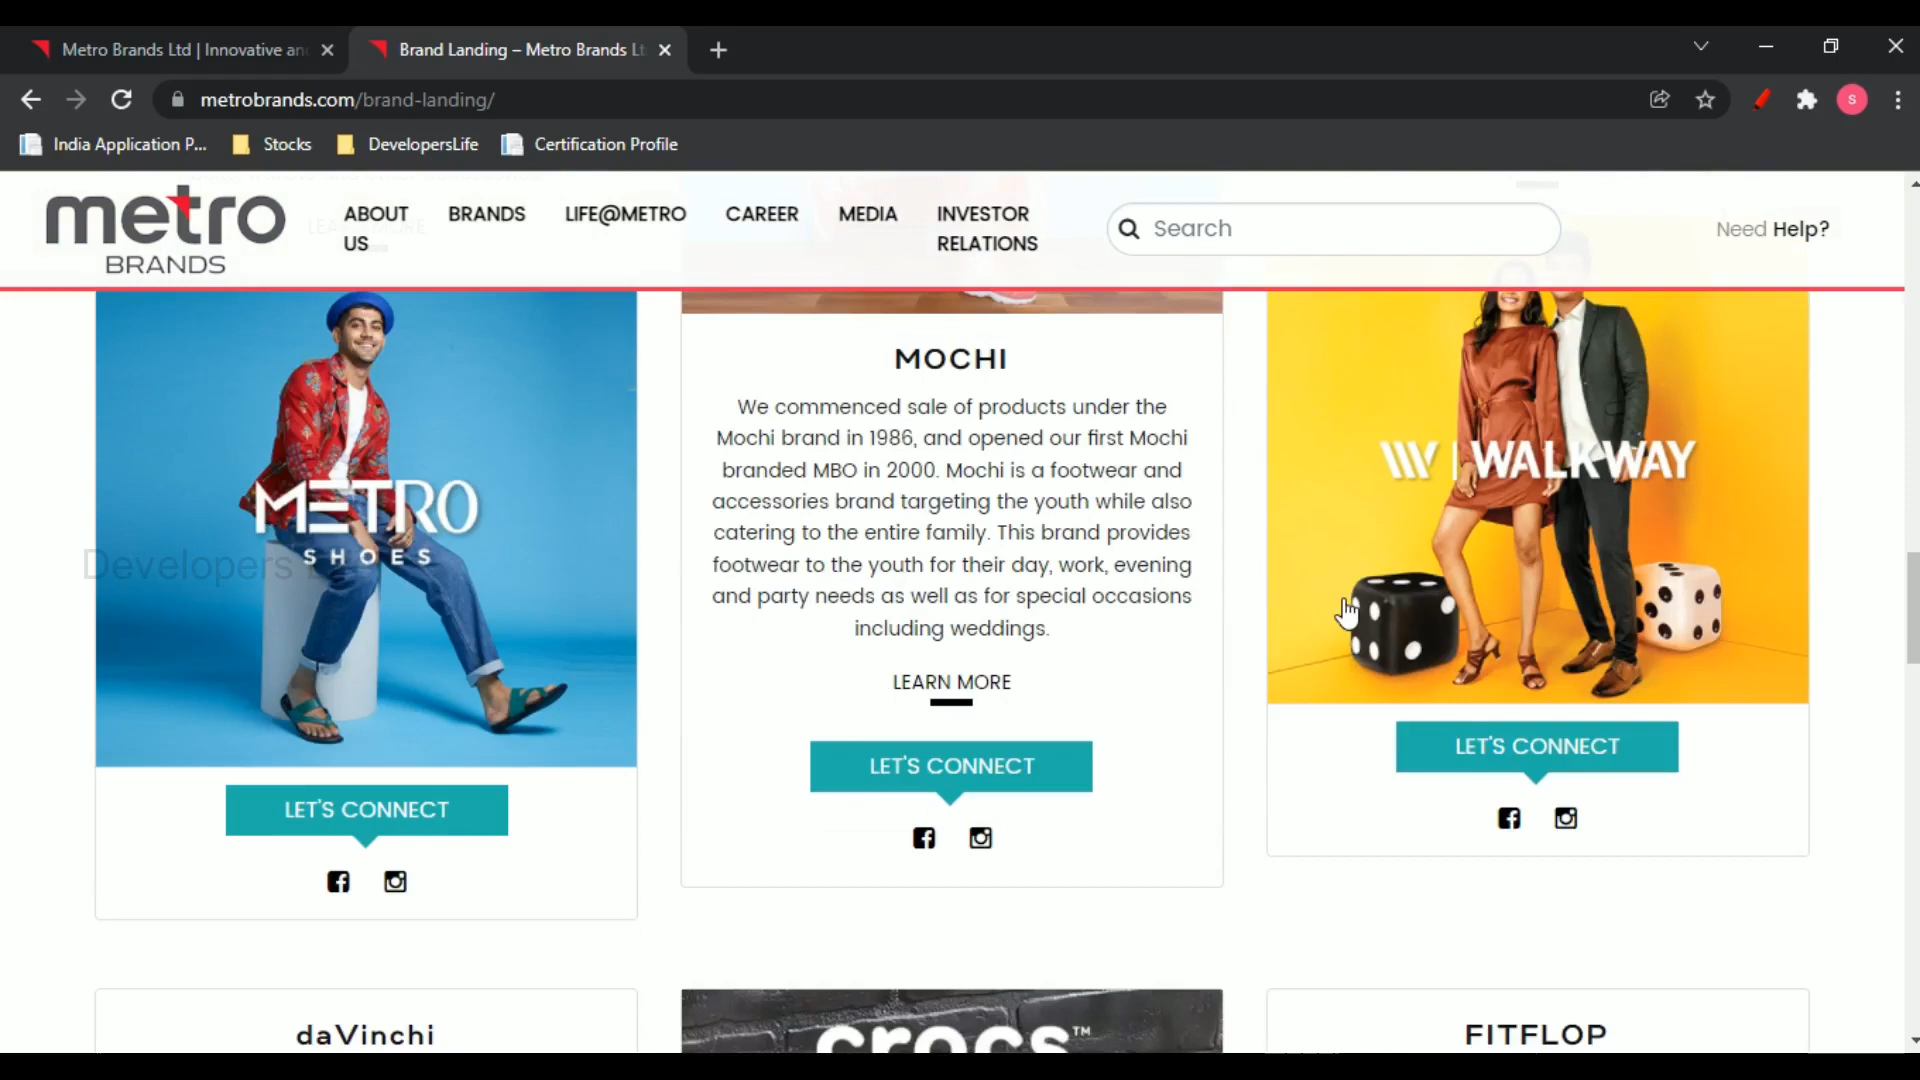 Metro Brands Ltd | Innovative an
Brand Landing – Metro Brands Lt
metrobrands.com/brand-landing/
S
India Application P...
Stocks
DevelopersLife
Certification Profile
metro
BRANDS
ABOUT
US
BRANDS
LIFE@METRO
CAREER
MEDIA
INVESTOR
RELATIONS
Search
Need Help?
LEARN MORE
METRO
SHOES
Developers
LET'S CONNECT
MOCHI
We commenced sale of products under the
Mochi brand in 1986, and opened our first Mochi
branded MBO in 2000. Mochi is a footwear and
accessories brand targeting the youth while also
catering to the entire family. This brand provides
footwear to the youth for their day, work, evening
and party needs as well as for special occasions
including weddings.
LEARN MORE
LET'S CONNECT
W | WALKWAY
LET'S CONNECT
daVinchi
crocs™
FITFLOP